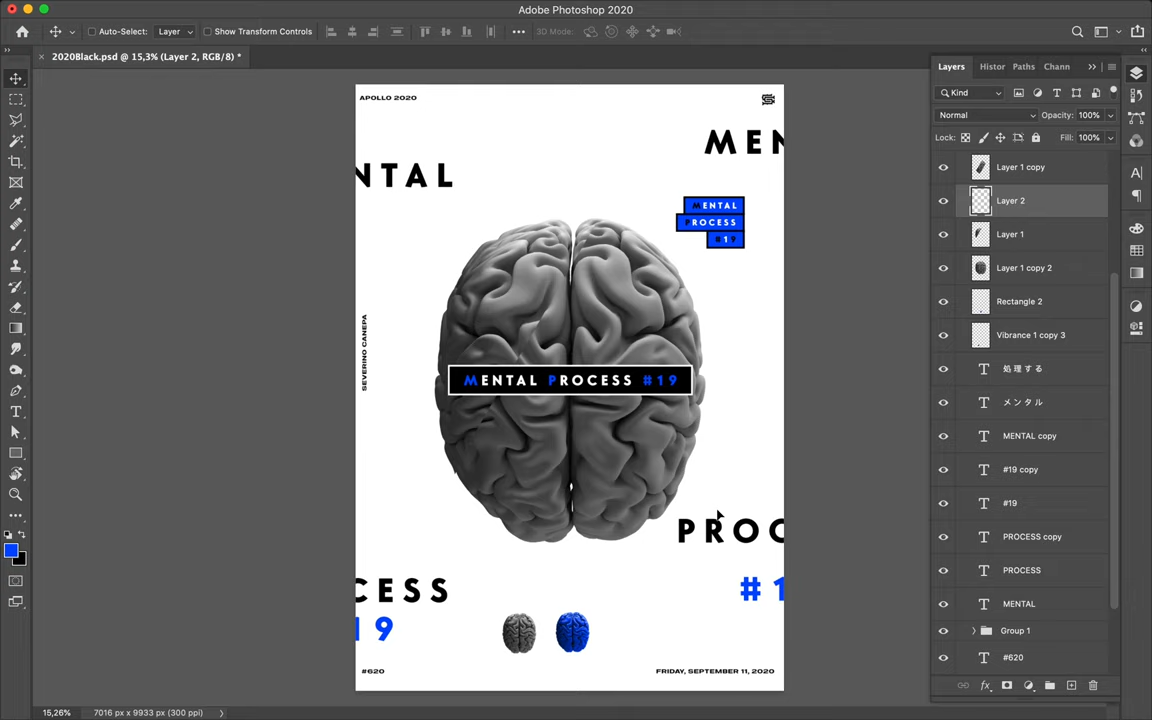 Adobe Photoshop 2020
Auto-Select:
Layer
Show Transform Controls
3D Mode:
2020Black.psd @ 15,3% (Layer 2, RGB/8) *
APOLLO 2020
MEN
NTAL
MENTAL
PROCESS
#19
SEVERINO CANEPA
MENTAL PROCESS #19
PROC
#1
CESS
19
#620
FRIDAY, SEPTEMBER 11, 2020
Layers
Histor
Paths
Chann
Kind
Normal
Opacity: 100%
Lock:
Fill: 100%
Layer 1 copy
Layer 2
Layer 1
Layer 1 copy 2
Rectangle 2
Vibrance 1 copy 3
処理する
メンタル
MENTAL copy
#19 copy
#19
PROCESS copy
PROCESS
MENTAL
Group 1
#620
15,26%
7016 px x 9933 px (300 ppi)